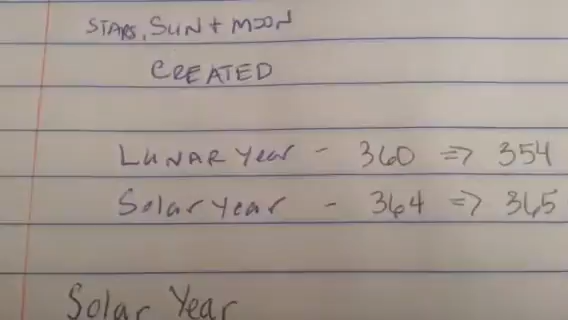 STARS, SUN + MOON
CREATED
LUNAR Year - 360 => 354
Solar year - 364 => 365
Solar Year